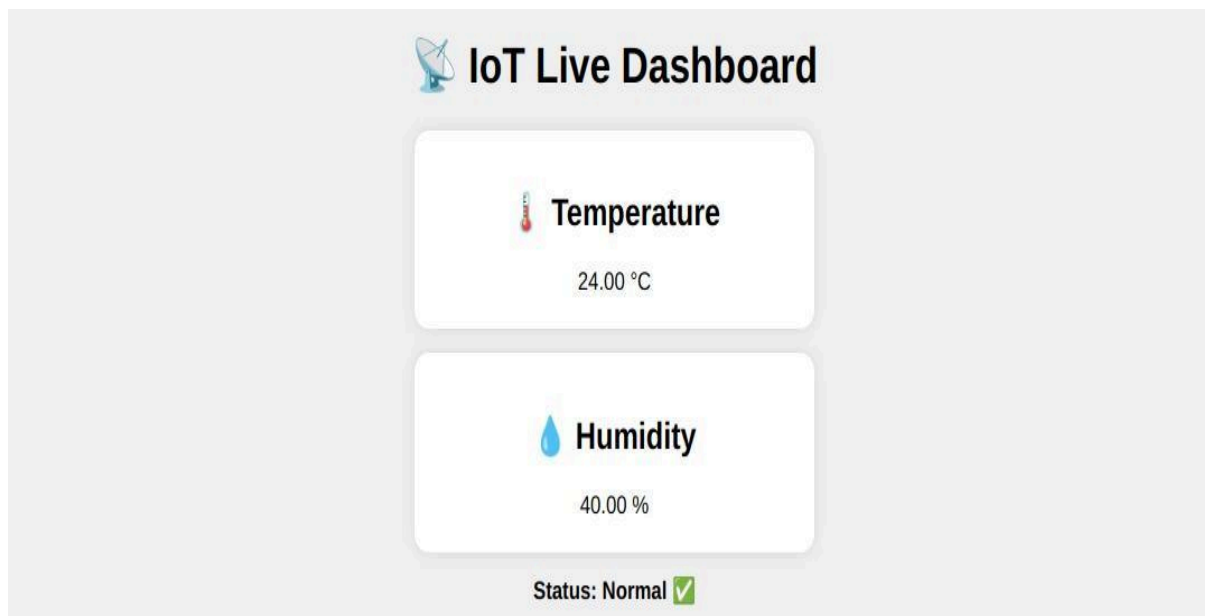 📡 IoT Live Dashboard
🌡️ Temperature
24.00 °C
💧 Humidity
40.00 %
Status: Normal ✅